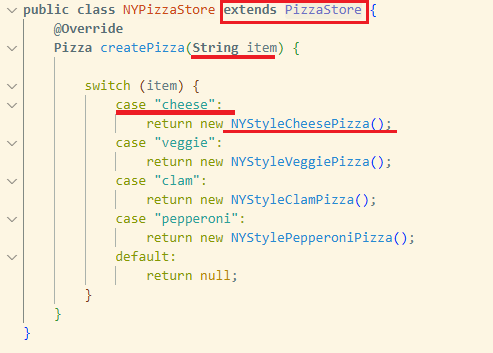 public class NYPizzaStore extends PizzaStore {
@Override
Pizza createPizza(String item) {
switch (item) {
case "cheese":
return new NYStyleCheesePizza();
case "veggie":
return new NYStyleVeggiePizza();
case "clam":
return new NYStyleClamPizza();
case "pepperoni":
return new NYStylePepperoniPizza();
default:
return null;
}
}
}